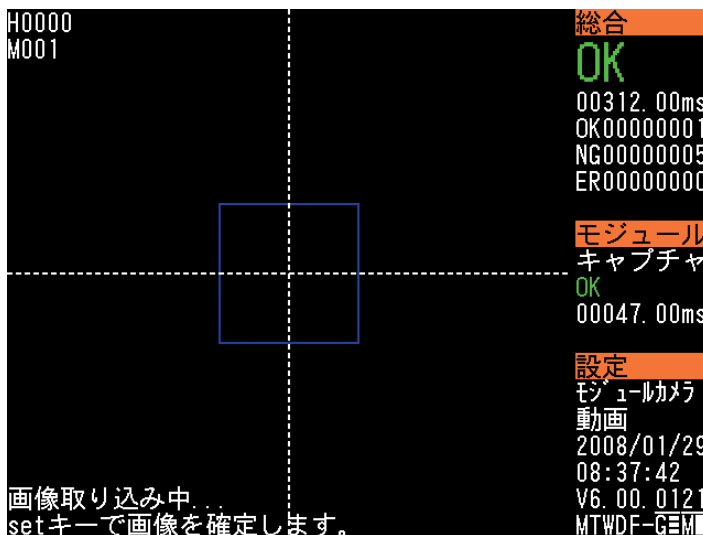 H0000
M001
画像取り込み中...
setキーで画像を確定します。
総合
OK
00312.00ms
OK00000001
NG00000005
ER00000000
モジュール
キャプチャ
OK
00047.00ms
設定
モジュールカメラ
動画
2008/01/29
08:37:42
V6.00.0121